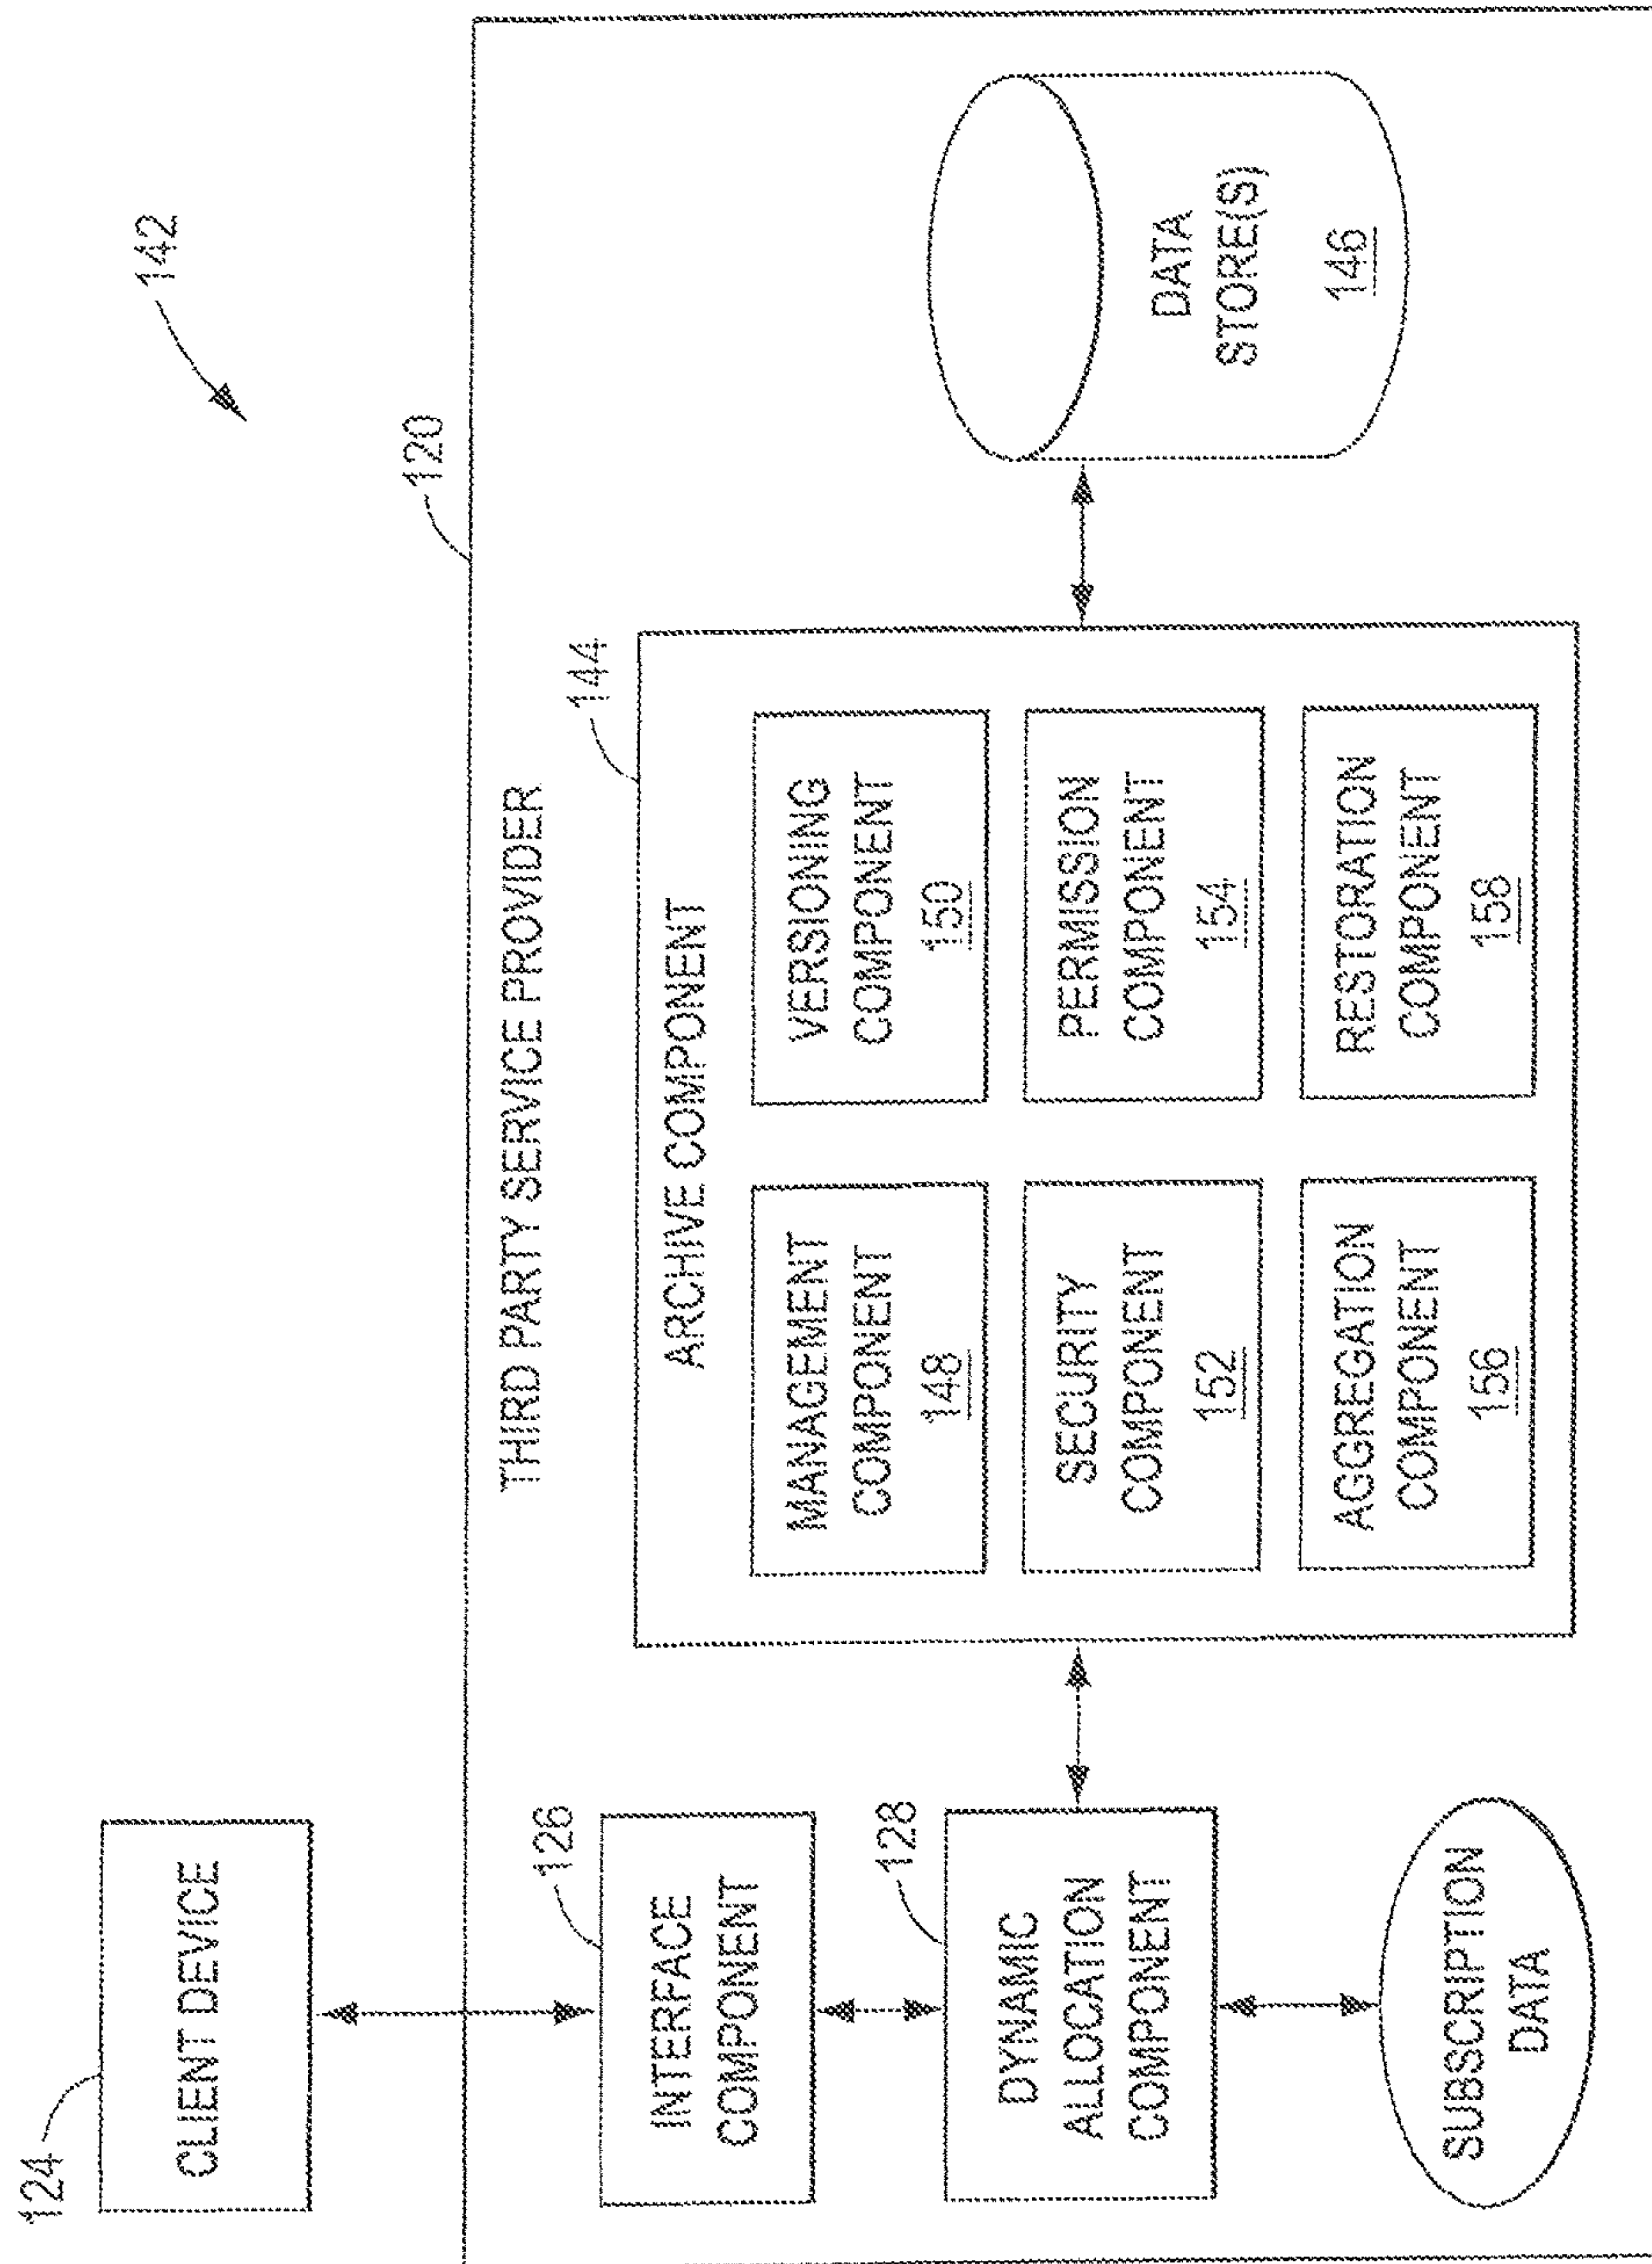 142
124
CLIENT DEVICE
120
THIRD PARTY SERVICE PROVIDER
126
INTERFACE
COMPONENT
144
ARCHIVE COMPONENT
MANAGEMENT
COMPONENT
148
VERSIONING
COMPONENT
150
128
DYNAMIC
ALLOCATION
COMPONENT
SECURITY
COMPONENT
152
PERMISSION
COMPONENT
154
DATA
STORE(S)
146
AGGREGATION
COMPONENT
156
RESTORATION
COMPONENT
158
SUBSCRIPTION
DATA